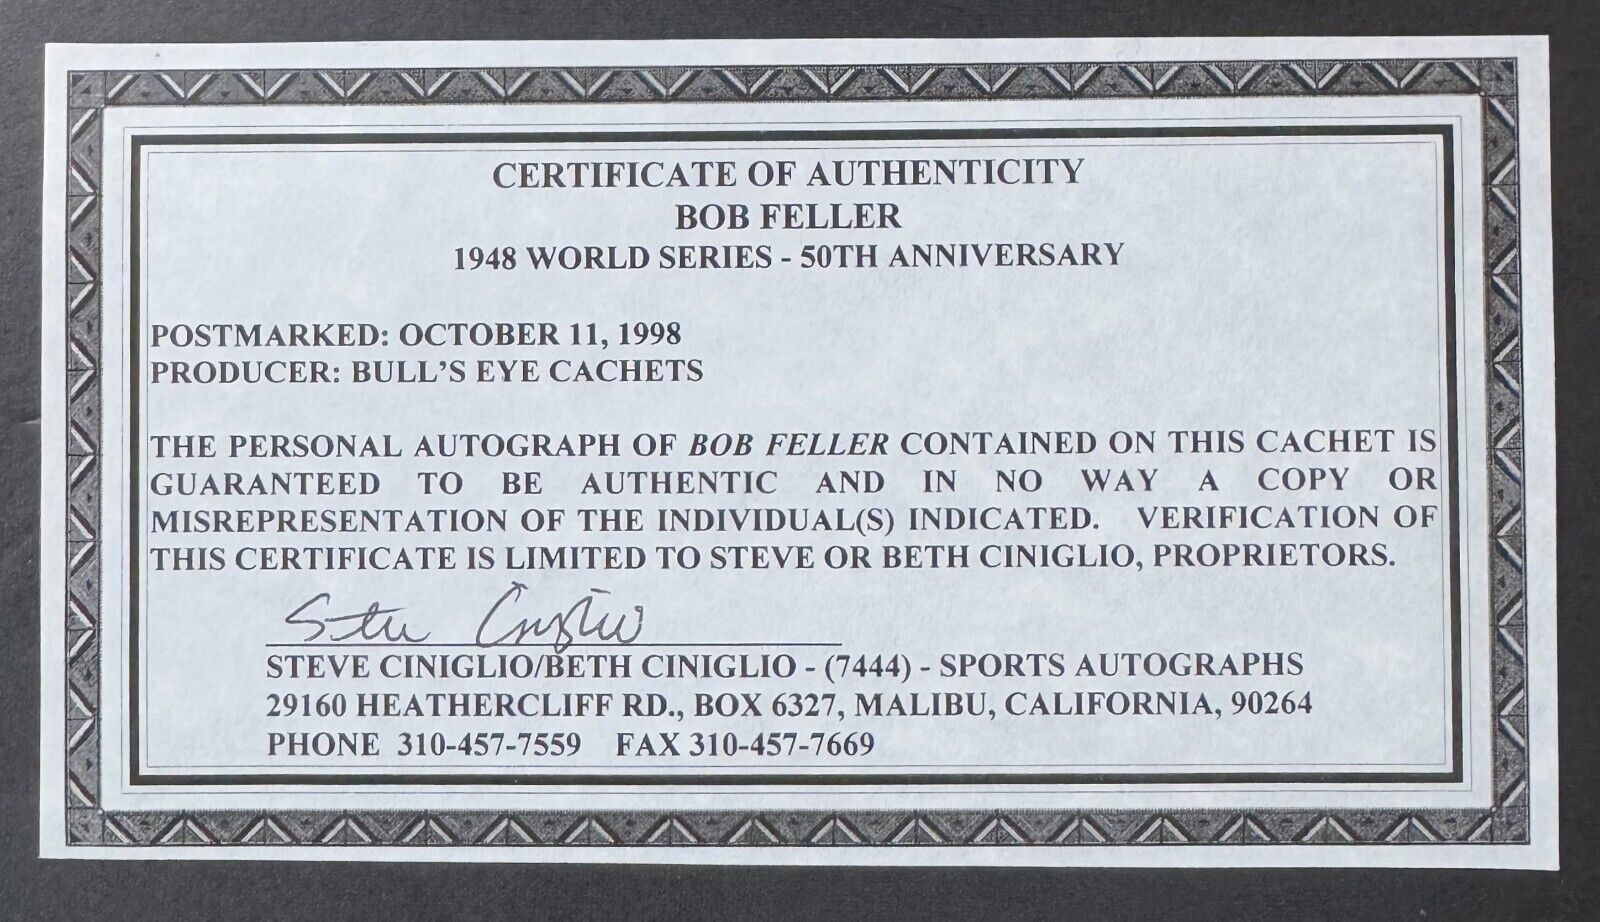 CERTIFICATE OF AUTHENTICITY
BOB FELLER
1948 WORLD SERIES - 50TH ANNIVERSARY
POSTMARKED: OCTOBER 11, 1998
PRODUCER: BULL'S EYE CACHETS
THE PERSONAL AUTOGRAPH OF BOB FELLER CONTAINED ON THIS CACHET IS
GUARANTEED TO BE AUTHENTIC AND IN NO WAY A COPY OR
MISREPRESENTATION OF THE INDIVIDUAL(S) INDICATED. VERIFICATION OF
THIS CERTIFICATE IS LIMITED TO STEVE OR BETH CINIGLIO, PROPRIETORS.
Steve Ciniglio
STEVE CINIGLIO/BETH CINIGLIO - (7444) - SPORTS AUTOGRAPHS
29160 HEATHERCLIFF RD., BOX 6327, MALIBU, CALIFORNIA, 90264
PHONE 310-457-7559 FAX 310-457-7669